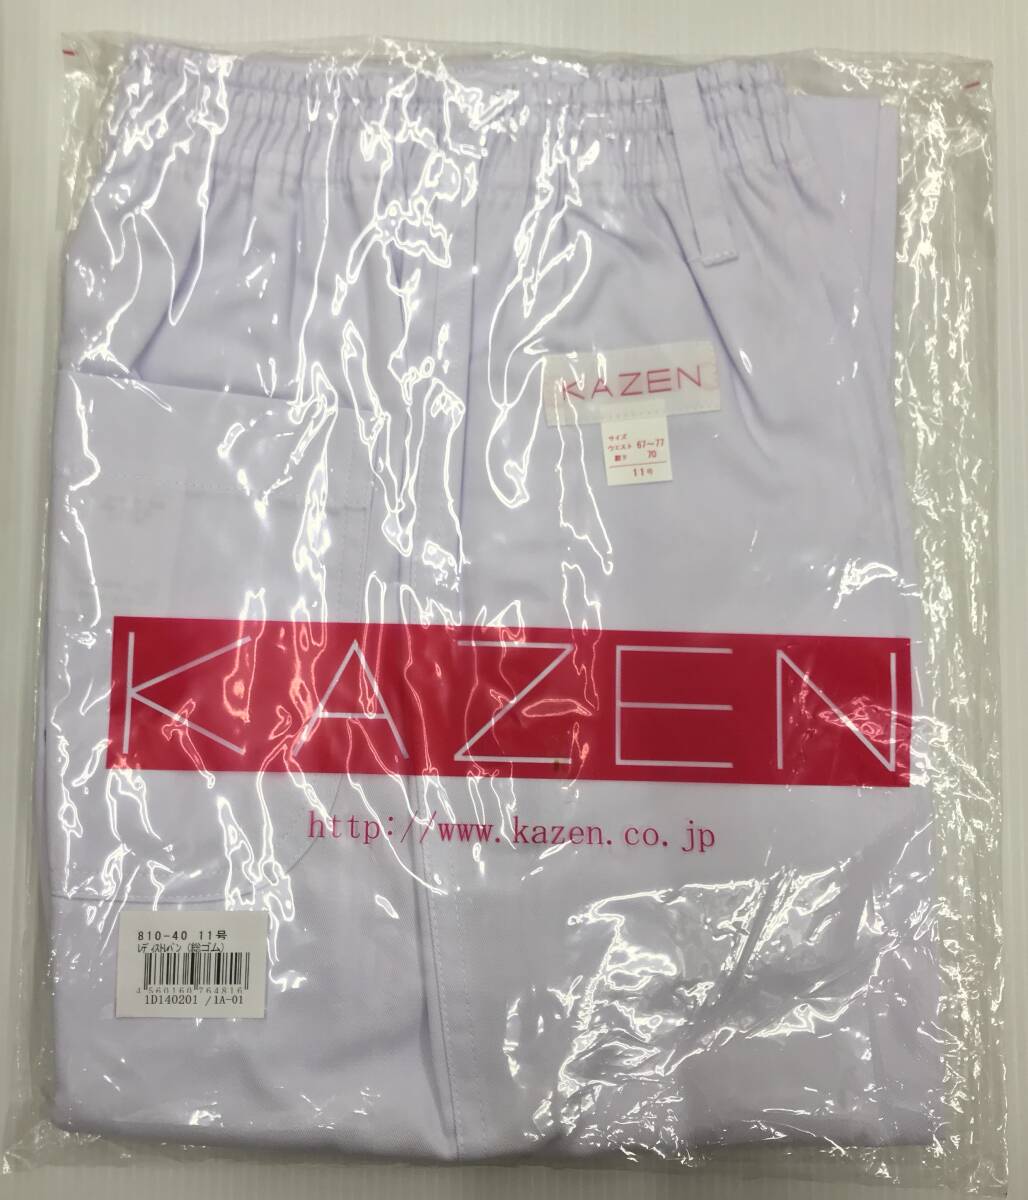 KAZEN
サイズ
ウエスト 67~77
股下 70
11号
KAZEN
http://www.kazen.co.jp
810-40 11号
ﾚﾃﾞｨｽﾄﾚﾊﾟﾝ (総ゴム)
4560160764816
1D140201 /1A-01